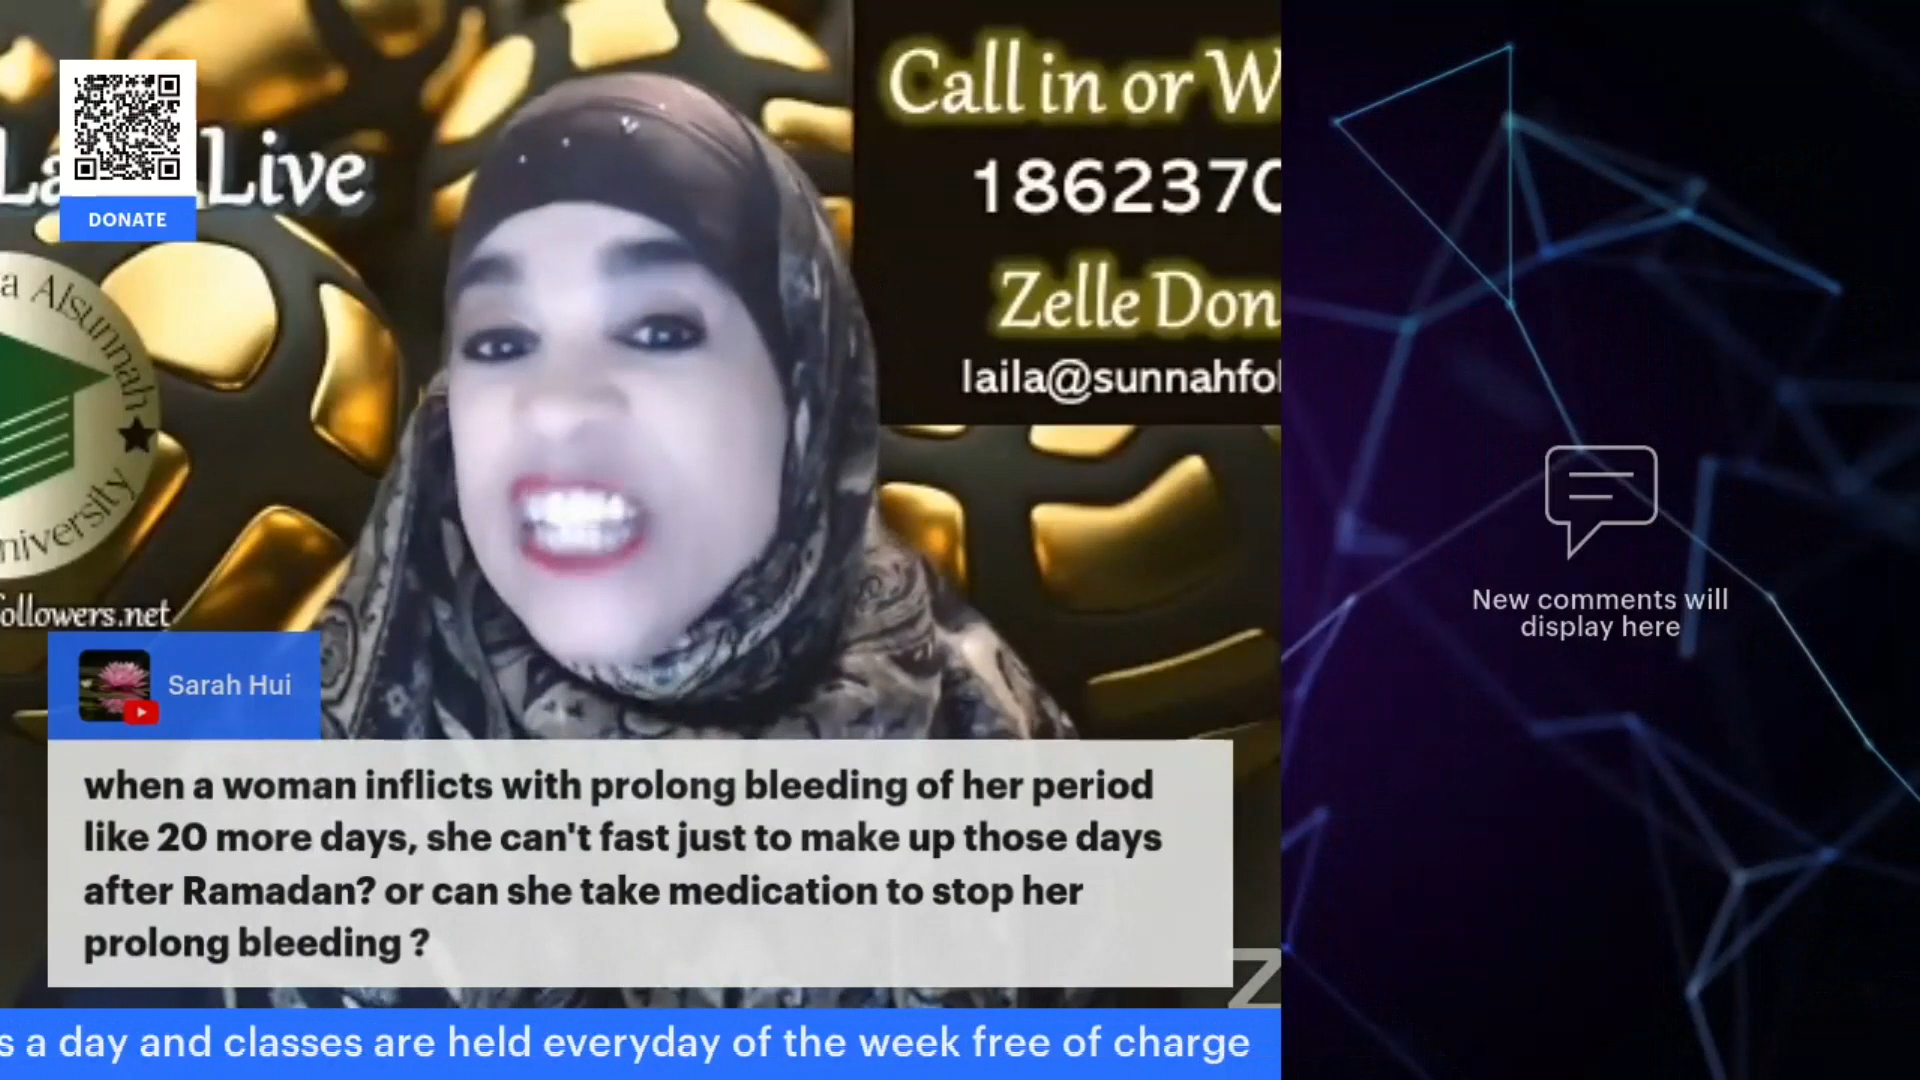 Live
DONATE
Call in or W
1862370
Zelle Don
laila@sunnahfol
a Alsunnah
niversity
ollowers.net
Sarah Hui
when a woman inflicts with prolong bleeding of her period
like 20 more days, she can't fast just to make up those days
after Ramadan? or can she take medication to stop her
prolong bleeding ?
s a day and classes are held everyday of the week free of charge
New comments will
display here